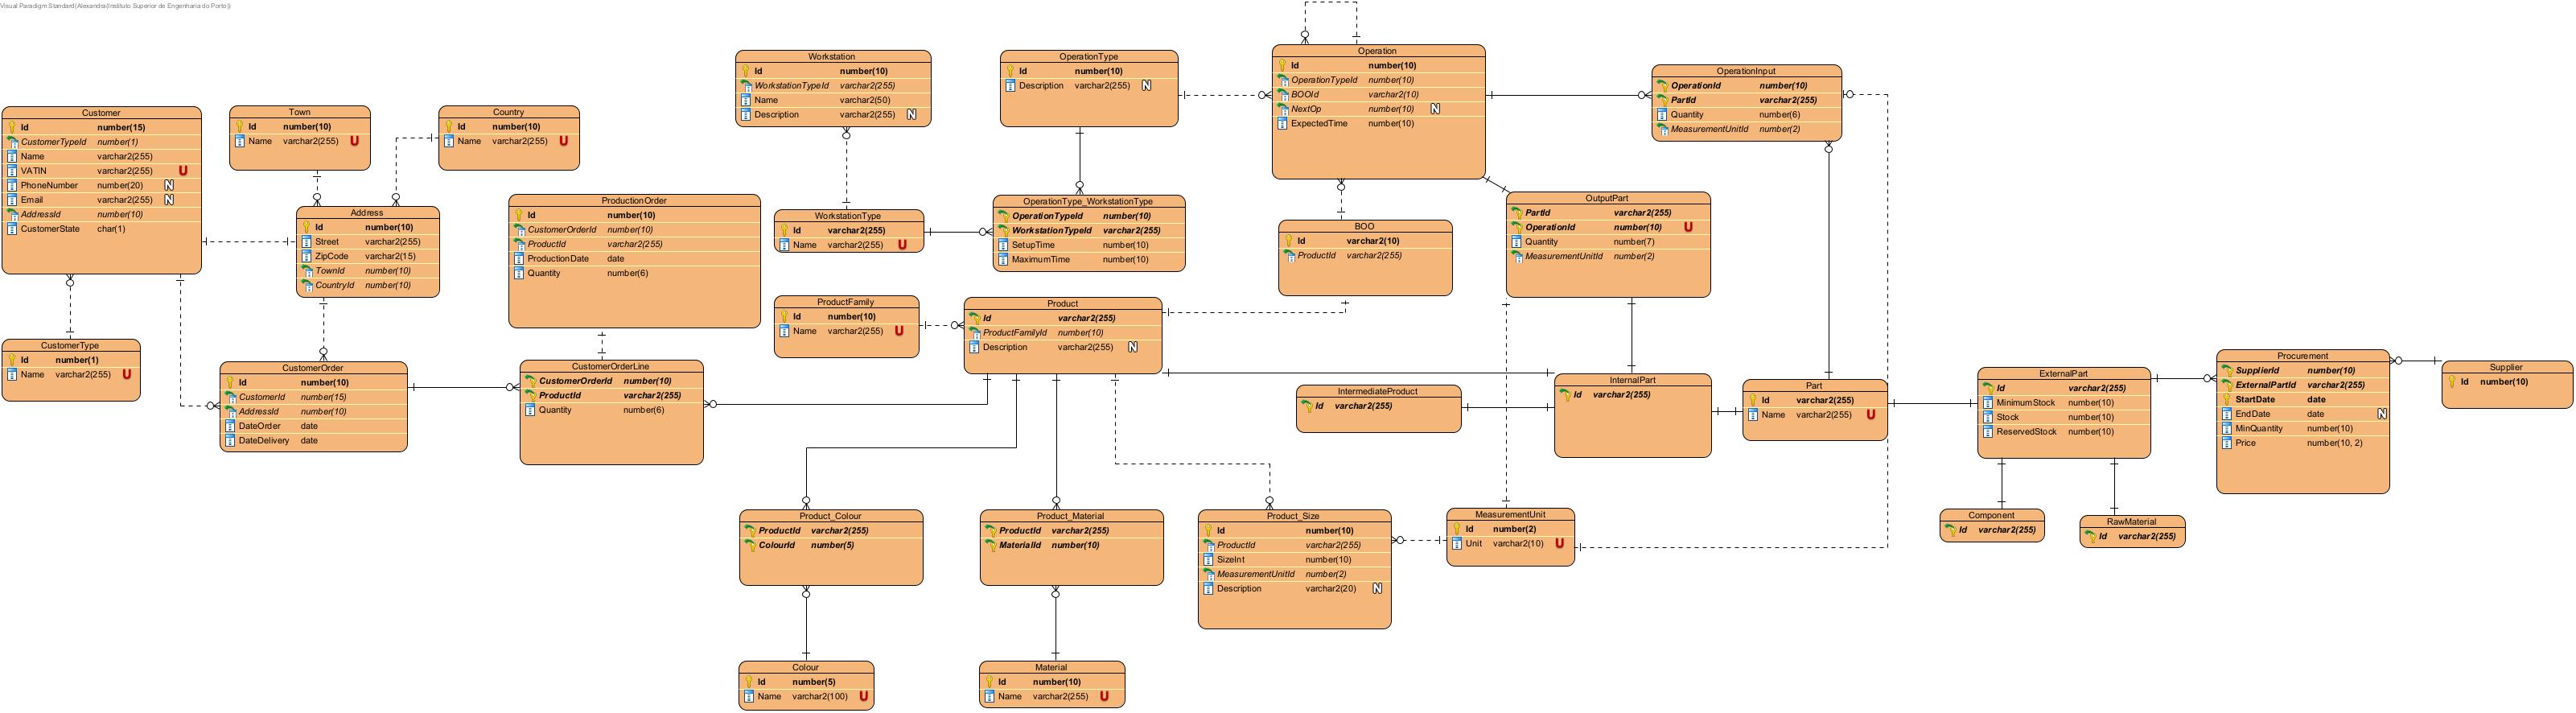 Visual Paradigm Standard(Alexandra(Instituto Superior de Engenharia do Porto))
Customer
Id number(15)
CustomerTypeId number(1)
Name varchar2(255)
VATIN varchar2(255) U
PhoneNumber number(20) N
Email varchar2(255) N
AddressId number(10)
CustomerState char(1)
Town
Id number(10)
Name varchar2(255) U
Country
Id number(10)
Name varchar2(255) U
Address
Id number(10)
Street varchar2(255)
ZipCode varchar2(15)
TownId number(10)
CountryId number(10)
CustomerType
Id number(1)
Name varchar2(255) U
CustomerOrder
Id number(10)
CustomerId number(15)
AddressId number(10)
DateOrder date
DateDelivery date
ProductionOrder
Id number(10)
CustomerOrderId number(10)
ProductId varchar2(255)
ProductionDate date
Quantity number(6)
CustomerOrderLine
CustomerOrderId number(10)
ProductId varchar2(255)
Quantity number(6)
Workstation
Id number(10)
WorkstationTypeId varchar2(255)
Name varchar2(50)
Description varchar2(255) N
WorkstationType
Id varchar2(255)
Name varchar2(255) U
OperationType
Id number(10)
Description varchar2(255) N
OperationType_WorkstationType
OperationTypeId number(10)
WorkstationTypeId varchar2(255)
SetupTime number(10)
MaximumTime number(10)
ProductFamily
Id number(10)
Name varchar2(255) U
Product
Id varchar2(255)
ProductFamilyId number(10)
Description varchar2(255) N
Operation
Id number(10)
OperationTypeId number(10)
BOOId varchar2(10)
NextOp number(10) N
ExpectedTime number(10)
BOO
Id varchar2(10)
ProductId varchar2(255)
OperationInput
OperationId number(10)
PartId varchar2(255)
Quantity number(6)
MeasurementUnitId number(2)
OutputPart
PartId varchar2(255)
OperationId number(10) U
Quantity number(7)
MeasurementUnitId number(2)
IntermediateProduct
Id varchar2(255)
InternalPart
Id varchar2(255)
Part
Id varchar2(255)
Name varchar2(255) U
ExternalPart
Id varchar2(255)
MinimumStock number(10)
Stock number(10)
ReservedStock number(10)
Procurement
SupplierId number(10)
ExternalPartId varchar2(255)
StartDate date
EndDate date N
MinQuantity number(10)
Price number(10, 2)
Supplier
Id number(10)
Product_Colour
ProductId varchar2(255)
ColourId number(5)
Product_Material
ProductId varchar2(255)
MaterialId number(10)
Product_Size
Id number(10)
ProductId varchar2(255)
SizeInt number(10)
MeasurementUnitId number(2)
Description varchar2(20) N
MeasurementUnit
Id number(2)
Unit varchar2(10) U
Component
Id varchar2(255)
RawMaterial
Id varchar2(255)
Colour
Id number(5)
Name varchar2(100) U
Material
Id number(10)
Name varchar2(255) U